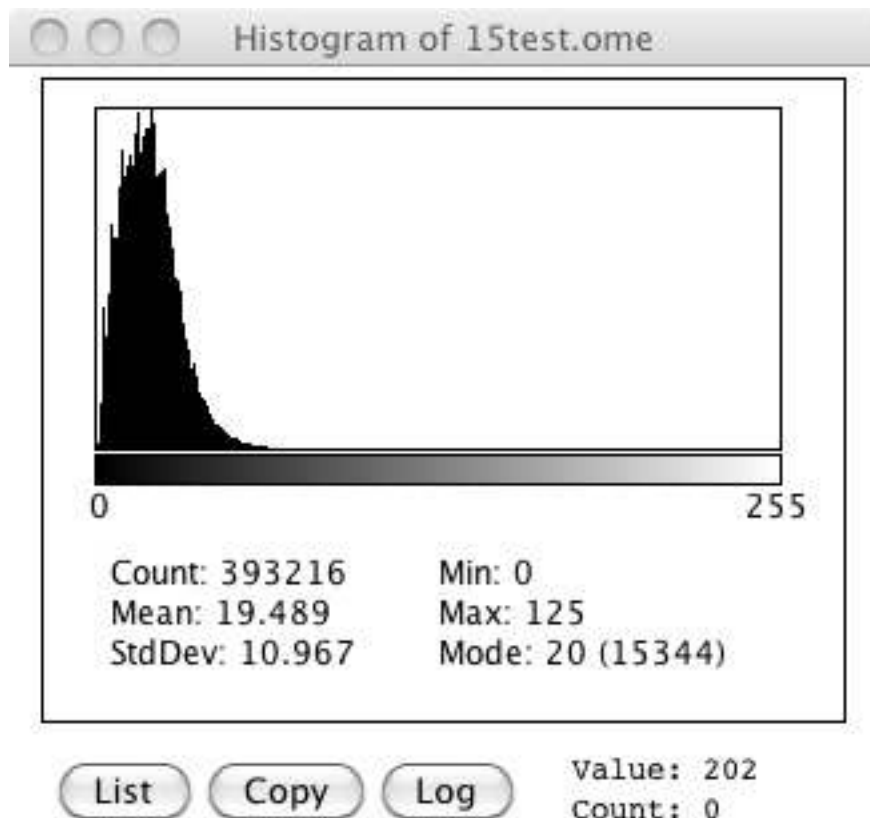 Histogram of 15test.ome
0 255
Count: 393216 Min: 0
Mean: 19.489 Max: 125
StdDev: 10.967 Mode: 20 (15344)
List Copy Log Value: 202
Count: 0